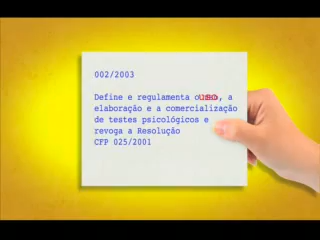 002/2003
Define e regulamenta o uso, a
elaboração e a comercialização
de testes psicológicos e
revoga a Resolução
CFP 025/2001